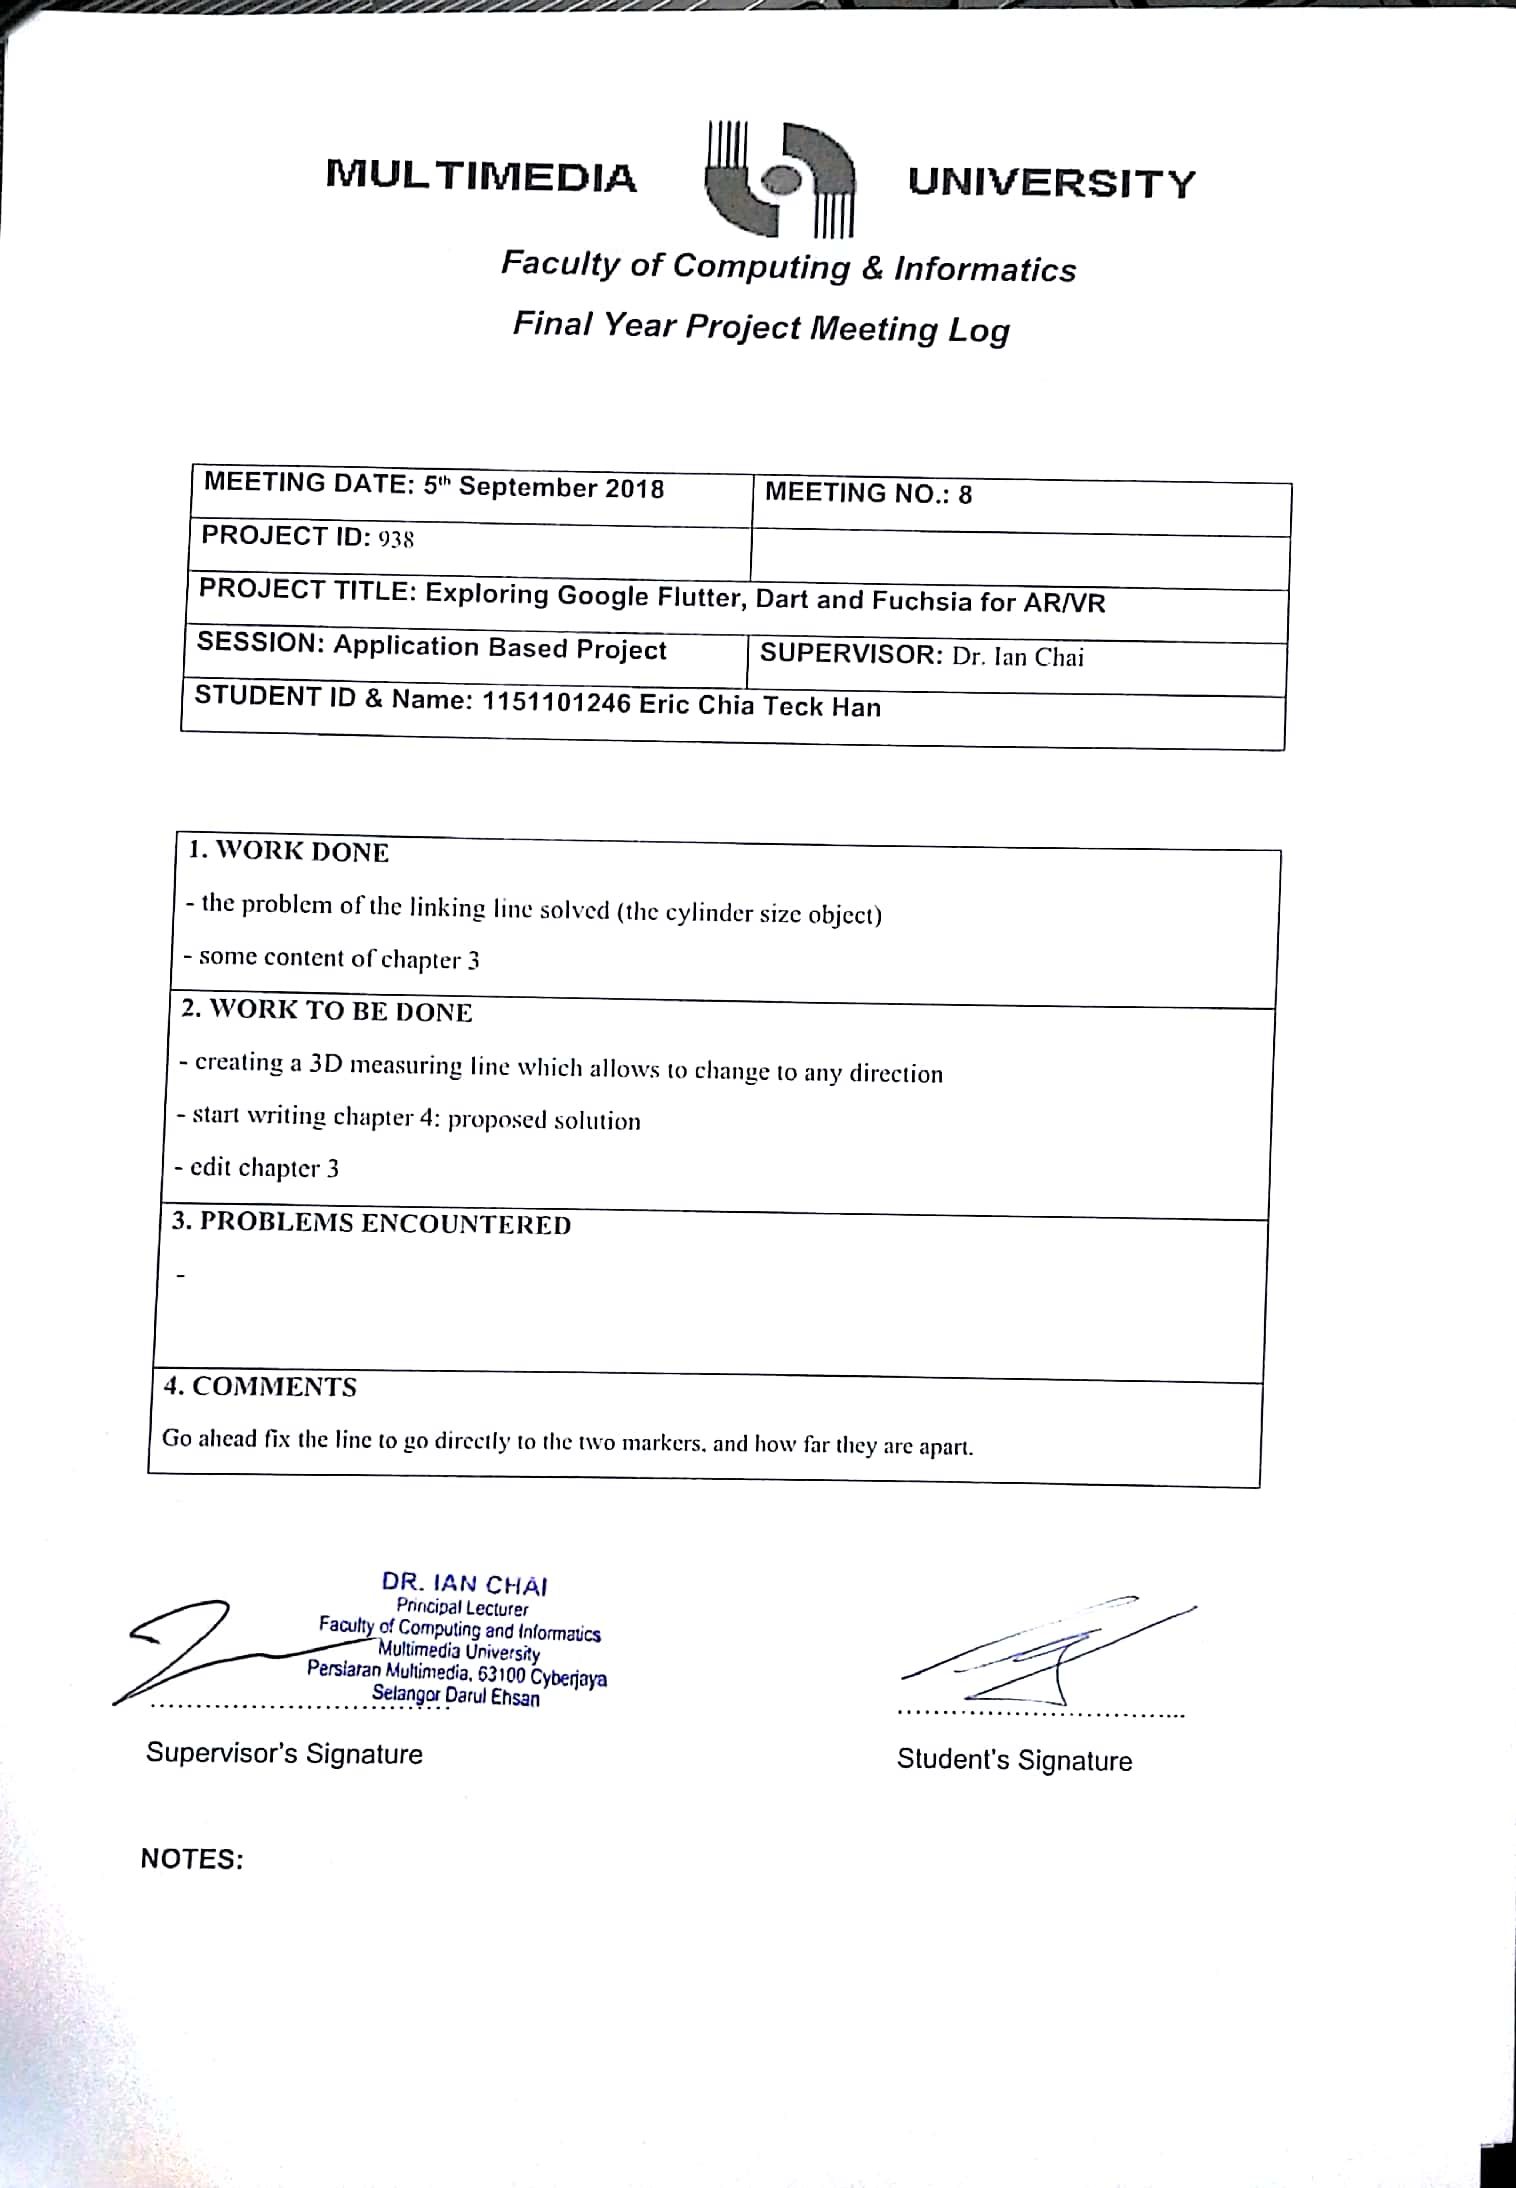 MULTIMEDIA UNIVERSITY
Faculty of Computing & Informatics
Final Year Project Meeting Log
MEETING DATE: 5th September 2018 MEETING NO.: 8
PROJECT ID: 938
PROJECT TITLE: Exploring Google Flutter, Dart and Fuchsia for AR/VR
SESSION: Application Based Project SUPERVISOR: Dr. Ian Chai
STUDENT ID & Name: 1151101246 Eric Chia Teck Han
1. WORK DONE
- the problem of the linking line solved (the cylinder size object)
- some content of chapter 3
2. WORK TO BE DONE
- creating a 3D measuring line which allows to change to any direction
- start writing chapter 4: proposed solution
- edit chapter 3
3. PROBLEMS ENCOUNTERED
-
4. COMMENTS
Go ahead fix the line to go directly to the two markers, and how far they are apart.
DR. IAN CHAI
Principal Lecturer
Faculty of Computing and Informatics
Multimedia University
Persiaran Multimedia, 63100 Cyberjaya
Selangor Darul Ehsan
Supervisor's Signature Student's Signature
NOTES: